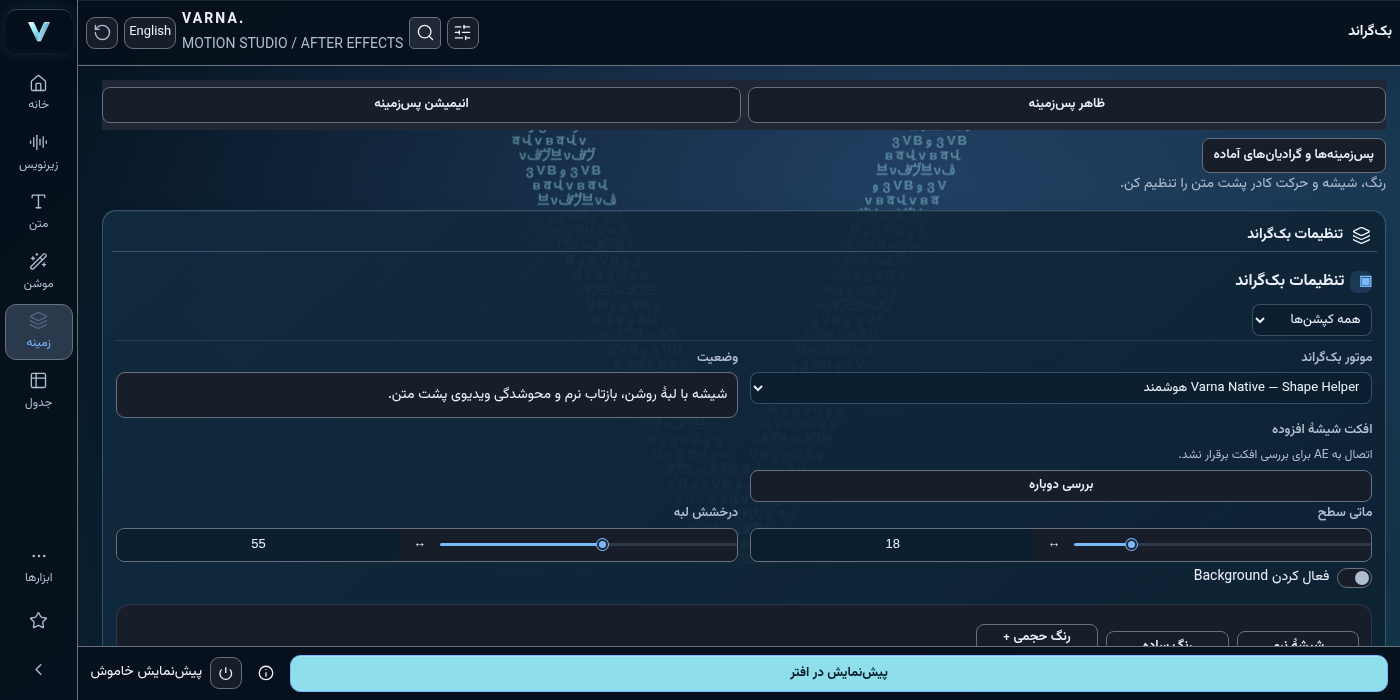 بک‌گراند
VARNA.
MOTION STUDIO / AFTER EFFECTS
English
خانه
زیرنویس
متن
موشن
زمینه
جدول
ابزارها
ظاهر پس‌زمینه
انیمیشن پس‌زمینه
پس‌زمینه‌ها و گرادیان‌های آماده
رنگ، شیشه و حرکت کادر پشت متن را تنظیم کن.
تنظیمات بک‌گراند
تنظیمات بک‌گراند
همه کپشن‌ها
موتور بک‌گراند
Varna Native — Shape Helper هوشمند
وضعیت
شیشه با لبهٔ روشن، بازتاب نرم و محوشدگی ویدیوی پشت متن.
افکت شیشهٔ افزوده
اتصال به AE برای بررسی افکت برقرار نشد.
بررسی دوباره
ماتی سطح
18
درخشش لبه
55
فعال کردن Background
رنگ حجمی +
پیش‌نمایش در افتر
پیش‌نمایش خاموش